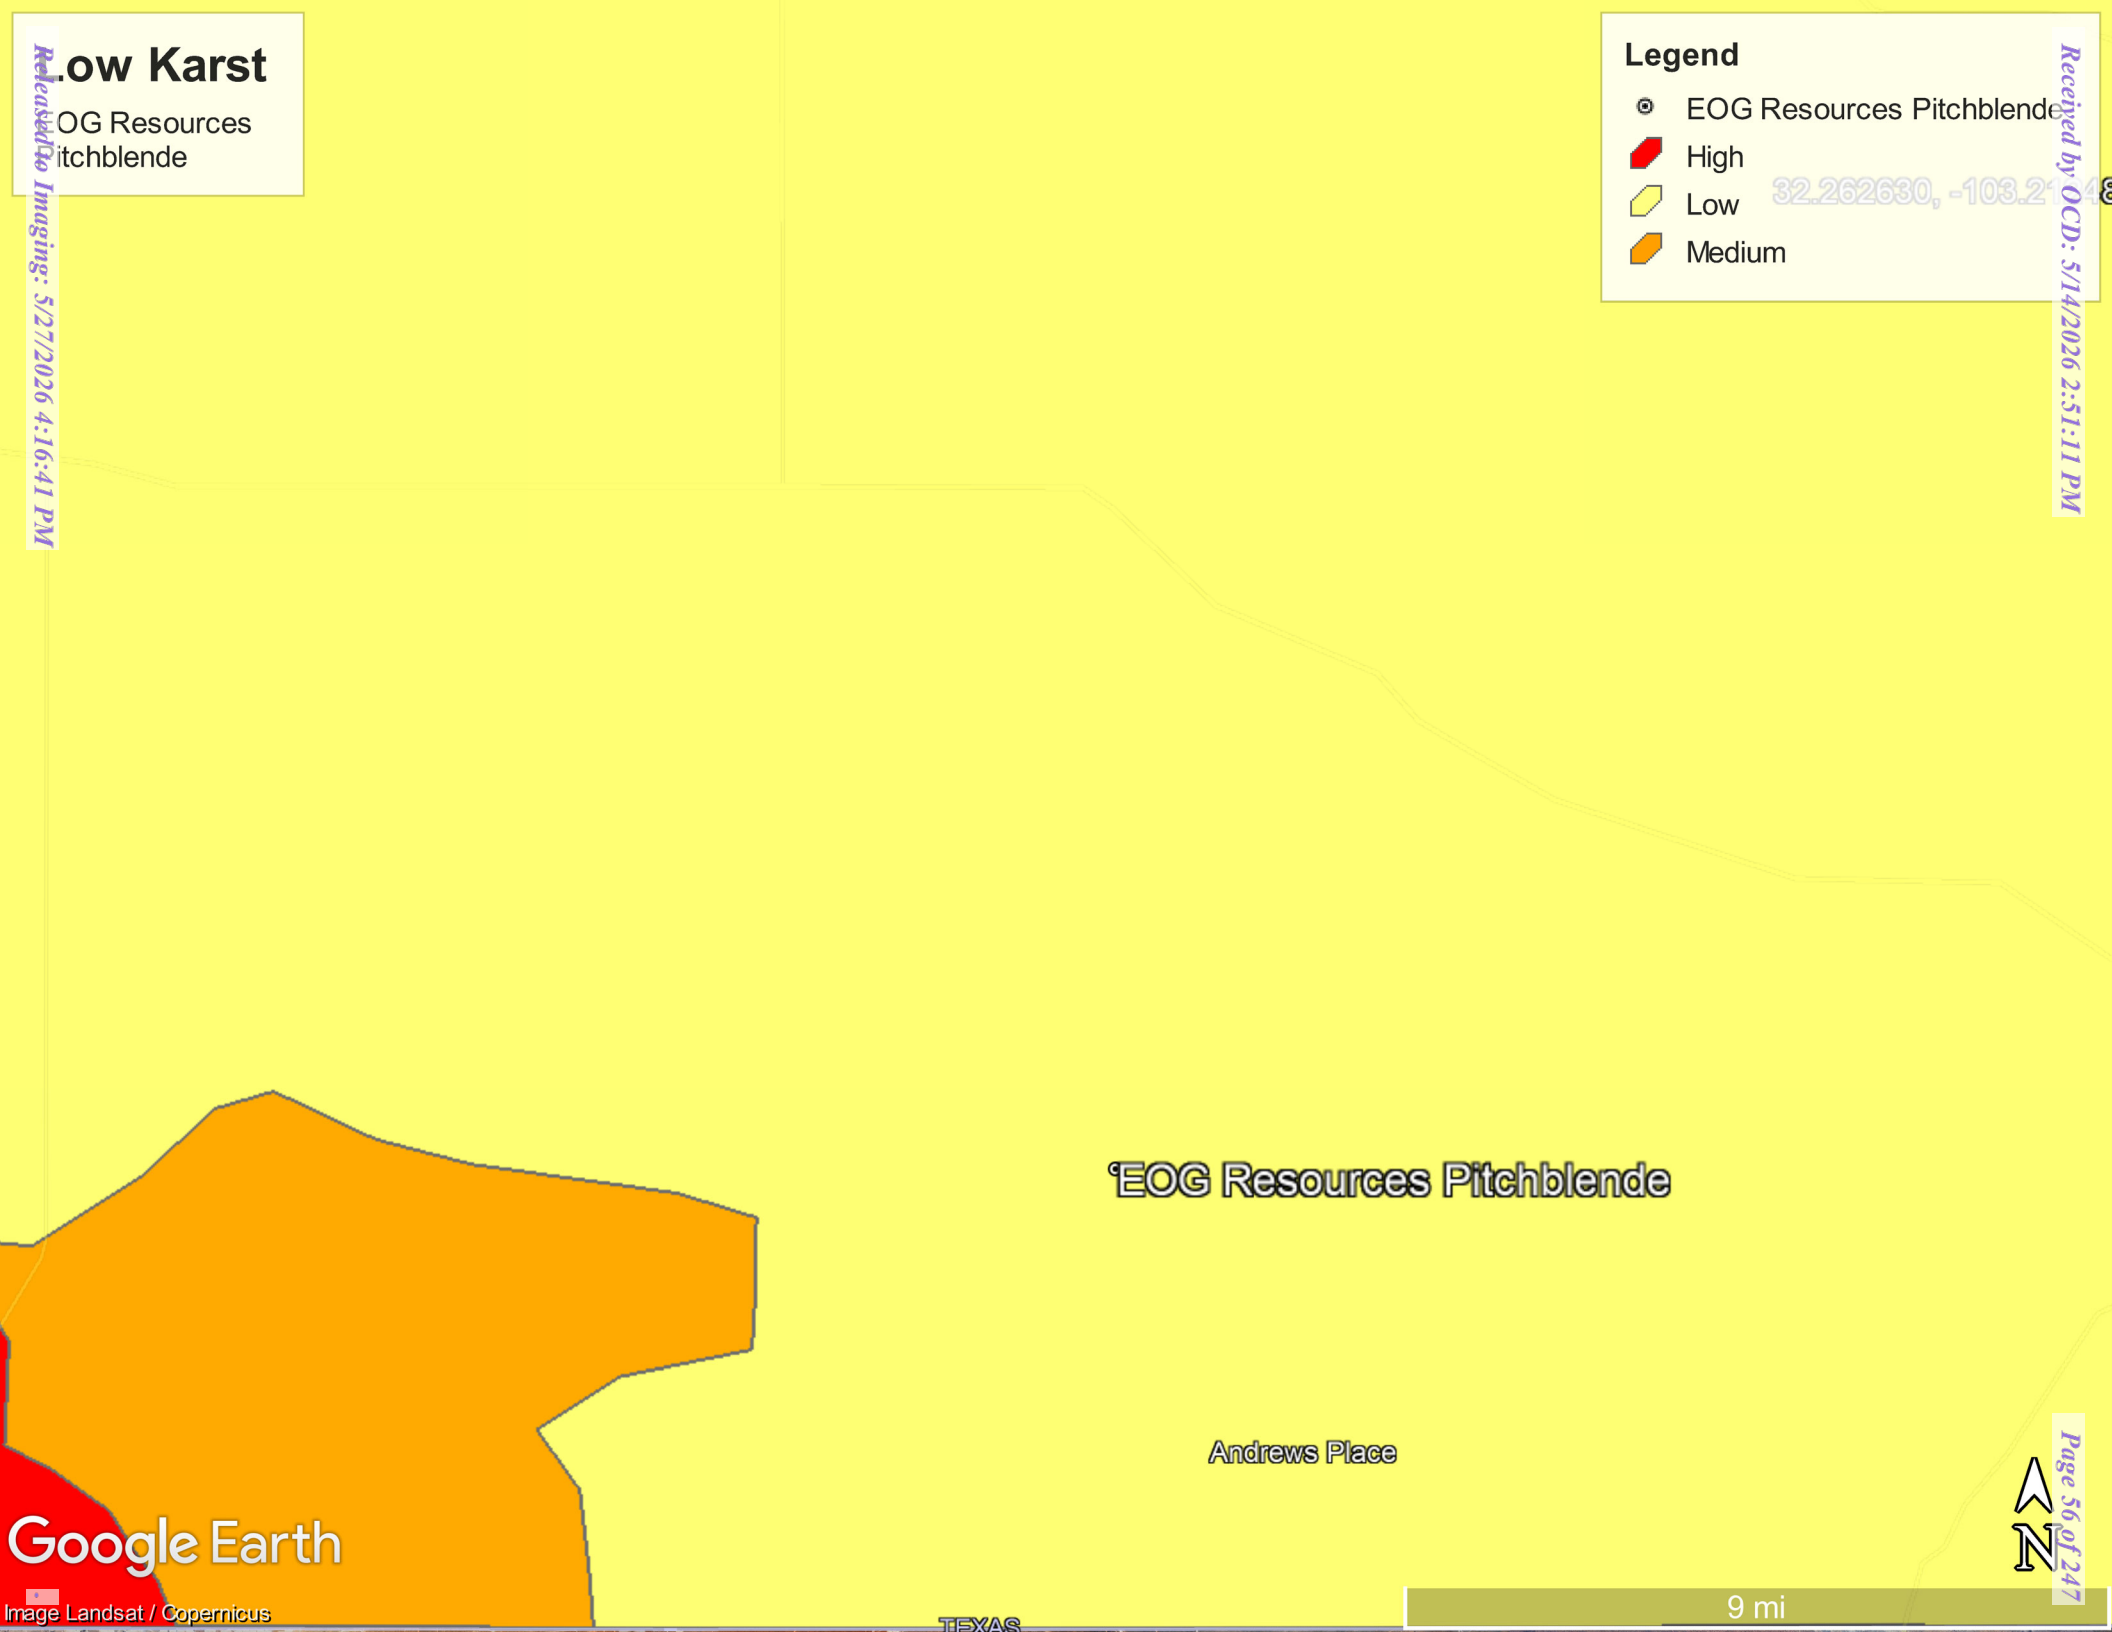 Low Karst
EOG Resources
Pitchblende
Released to Imaging: 5/27/2026 4:16:41 PM
Legend
EOG Resources Pitchblende
High
Low
Medium
32.262630,
Received by OCD: 5/14/2026 2:51:11 PM
EOG Resources Pitchblende
Andrews Place
TEXAS
N
Page 56 of 247
9 mi
Google Earth
Image Landsat / Copernicus